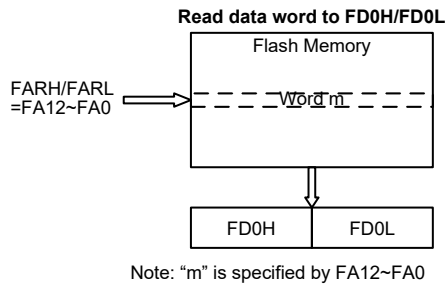 Read data word to FD0H/FD0L
Flash Memory
FARH/FARL
=FA12~FA0
Word m
FD0H
FD0L
Note: “m” is specified by FA12~FA0